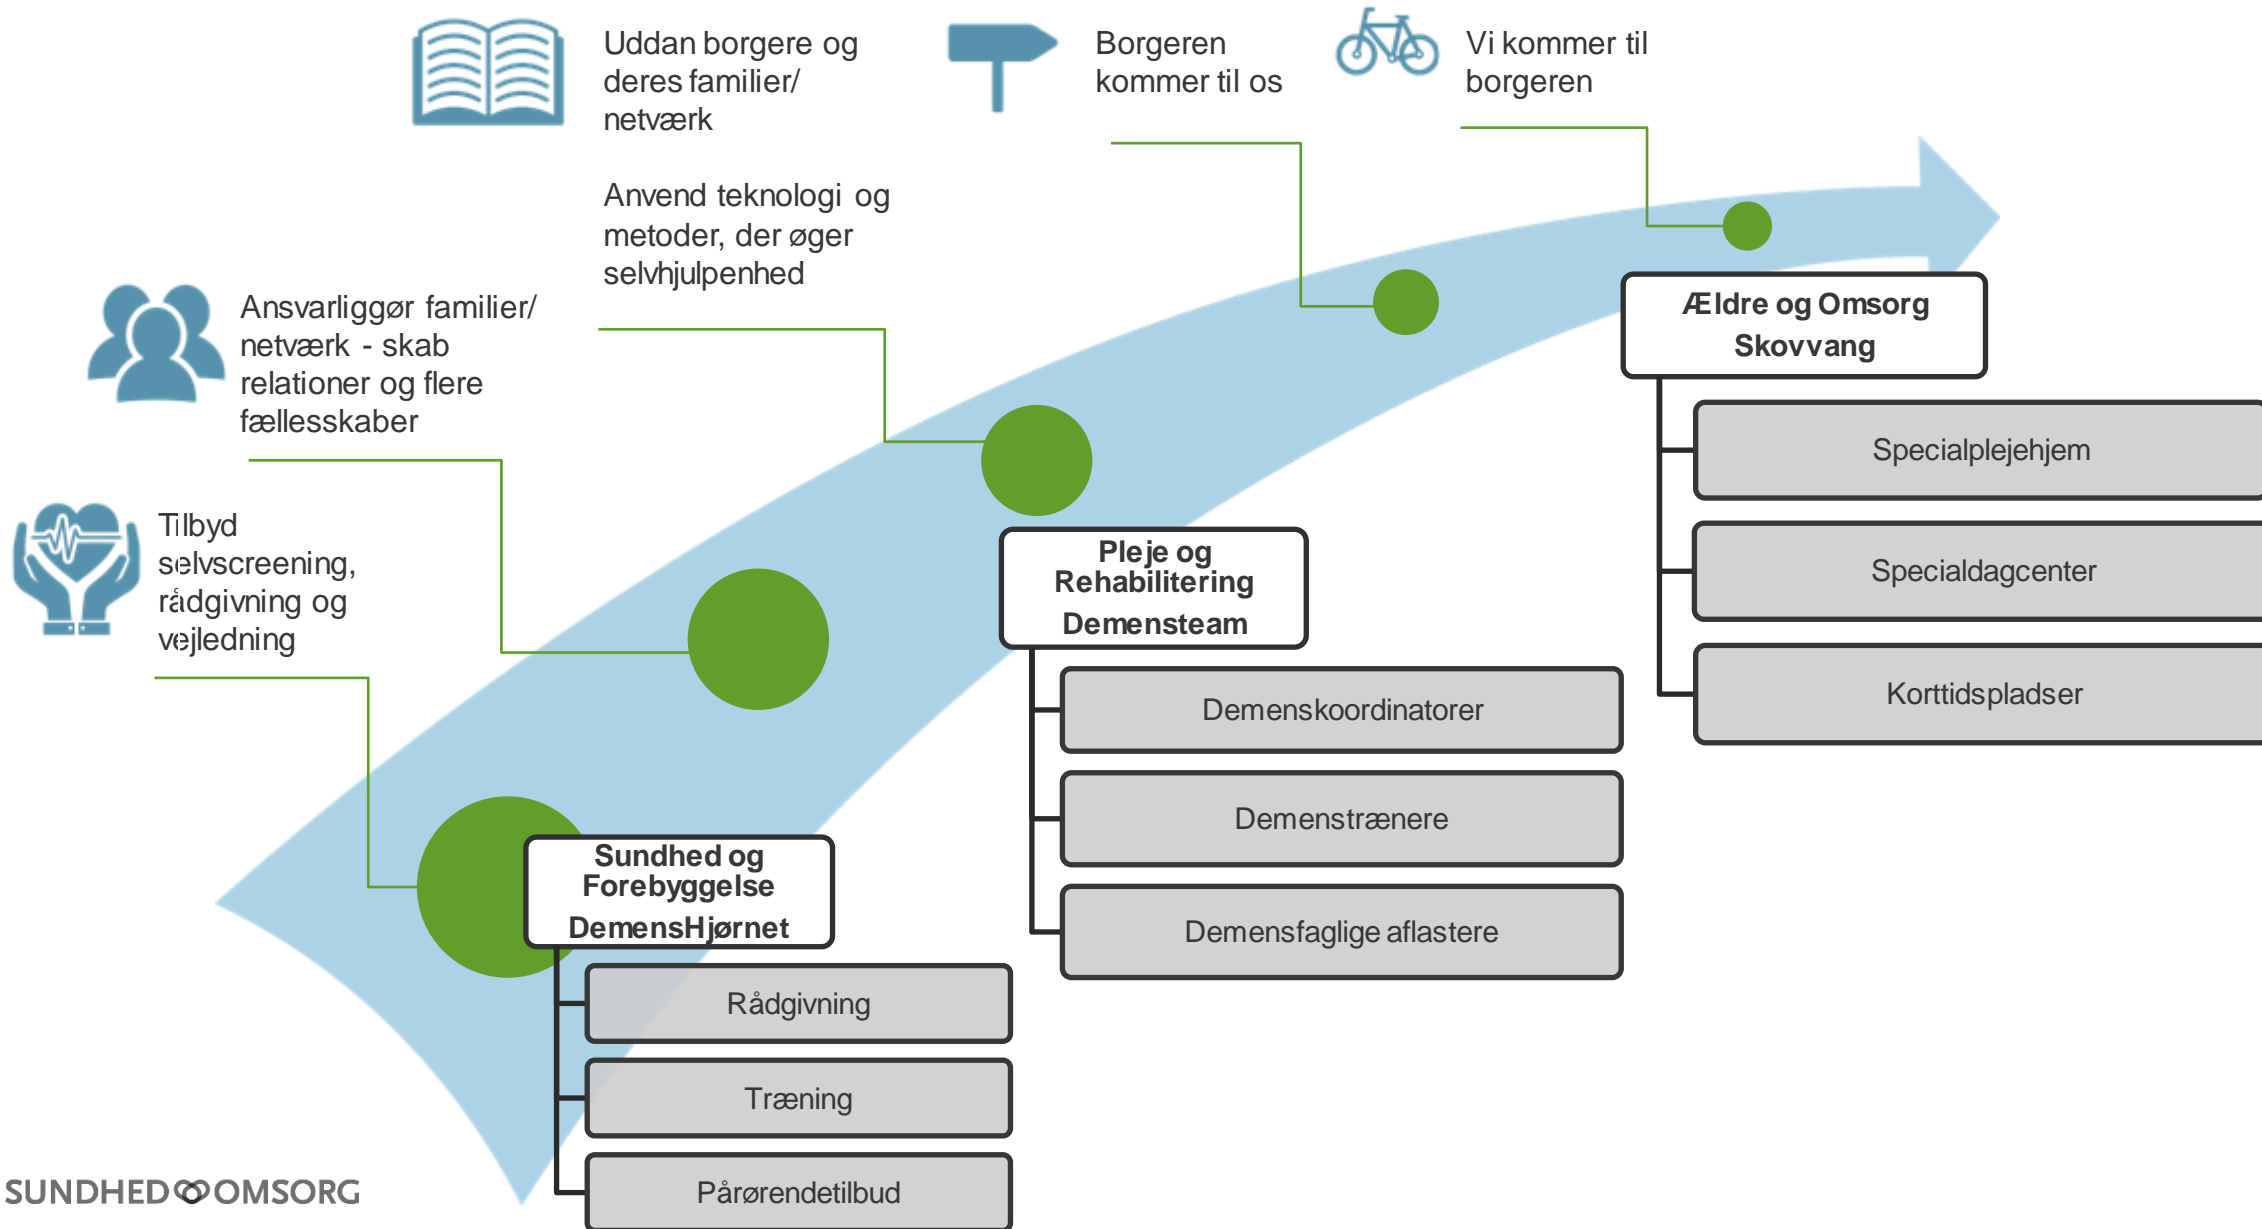 Uddan borgere og
deres familier/
netværk
Anvend teknologi og
metoder, der øger
selvhjulpenhed
Borgeren
kommer til os
Vi kommer til
borgeren
Ansvarliggør familier/
netværk - skab
relationer og flere
fællesskaber
Tilbyd
selvscreening,
rådgivning og
vejledning
Ældre og Omsorg
Skovvang
Specialplejehjem
Specialdagcenter
Korttidspladser
Pleje og
Rehabilitering
Demensteam
Demenskoordinatorer
Demenstrænere
Demensfaglige aflastere
Sundhed og
Forebyggelse
DemensHjørnet
Rådgivning
Træning
Pårørendetilbud
SUNDHED OMSORG